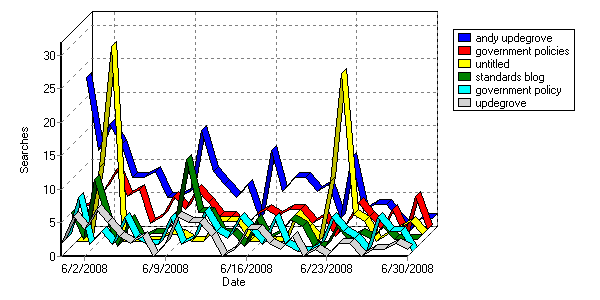 30
25
20
15
10
5
0
Searches
6/2/2008 6/9/2008 6/16/2008 6/23/2008 6/30/2008
Date
andy updegrove
government policies
untitled
standards blog
government policy
updegrove